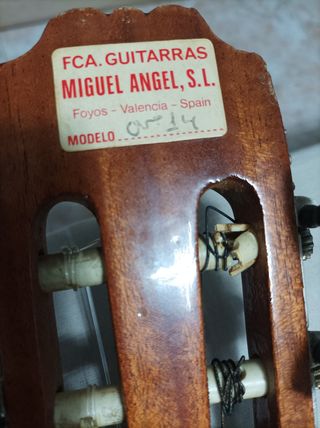 FCA. GUITARRAS
MIGUEL ANGEL, S.L.
Foyos - Valencia - Spain
MODELO